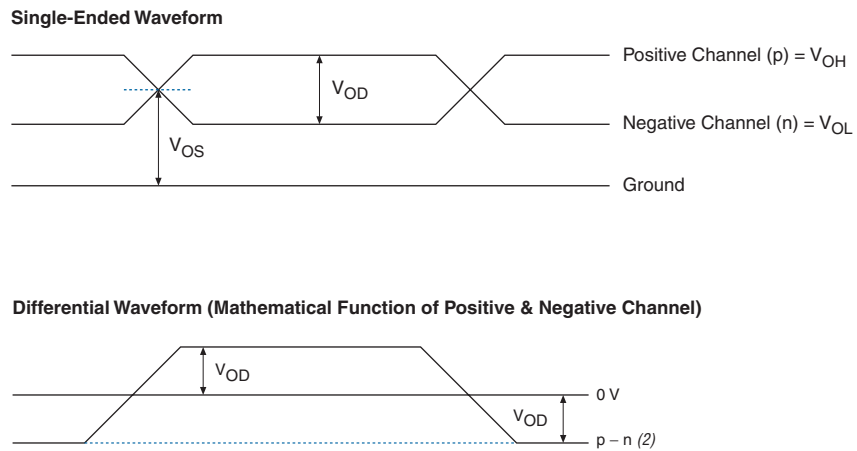 Single-Ended Waveform
Positive Channel (p) = VOH
VOD
Negative Channel (n) = VOL
VOS
Ground
Differential Waveform (Mathematical Function of Positive & Negative Channel)
VOD
0 V
VOD
p – n (2)